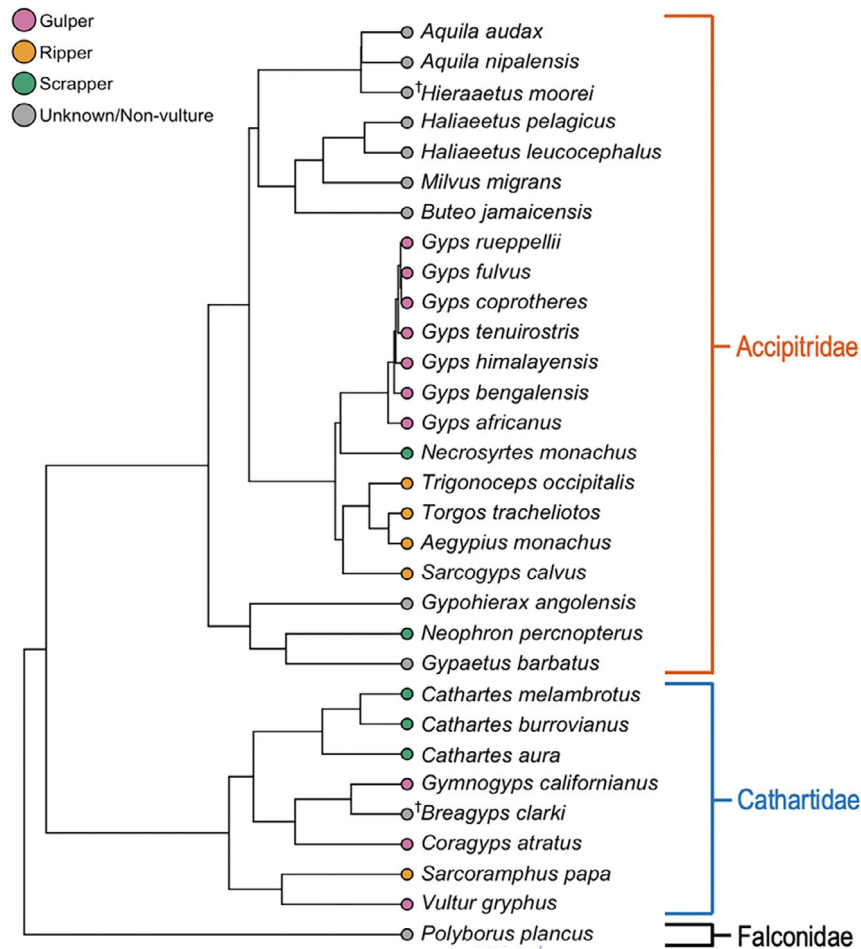 Gulper
Ripper
Scrapper
Unknown/Non-vulture
Aquila audax
Aquila nipalensis
†Hieraaetus moorei
Haliaeetus pelagicus
Haliaeetus leucocephalus
Milvus migrans
Buteo jamaicensis
Gyps rueppellii
Gyps fulvus
Gyps coprotheres
Gyps tenuirostris
Gyps himalayensis
Gyps bengalensis
Gyps africanus
Necrosyrtes monachus
Trigonoceps occipitalis
Torgos tracheliotos
Aegypius monachus
Sarcogyps calvus
Gypohierax angolensis
Neophron percnopterus
Gypaetus barbatus
Accipitridae
Cathartes melambrotus
Cathartes burrovianus
Cathartes aura
Gymnogyps californianus
†Breagyps clarki
Coragyps atratus
Sarcoramphus papa
Vultur gryphus
Cathartidae
Polyborus plancus
Falconidae